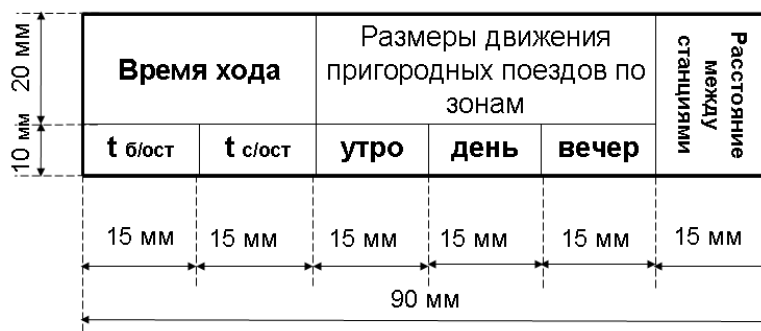 20 мм
10 мм
Время хода
Размеры движения
пригородных поездов по
зонам
Расстояние
между
станциями
t б/ост
t с/ост
утро
день
вечер
15 мм
15 мм
15 мм
15 мм
15 мм
15 мм
90 мм